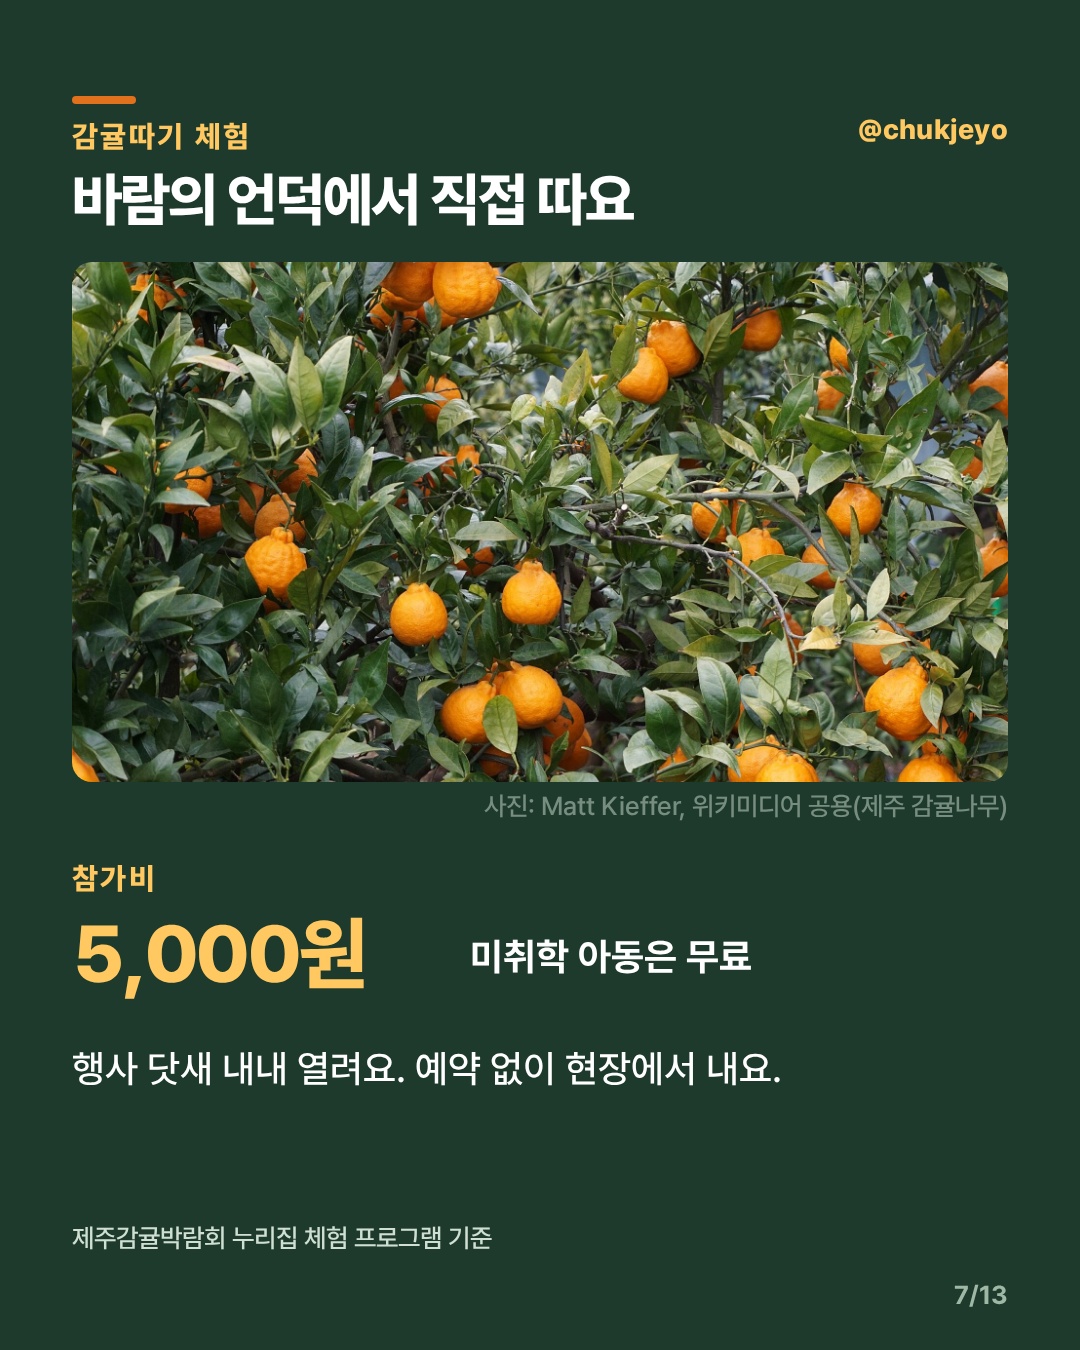 감귤따기 체험
@chukjeyo
바람의 언덕에서 직접 따요
사진: Matt Kieffer, 위키미디어 공용(제주 감귤나무)
참가비
5,000원
미취학 아동은 무료
행사 닷새 내내 열려요. 예약 없이 현장에서 내요.
제주감귤박람회 누리집 체험 프로그램 기준
7/13